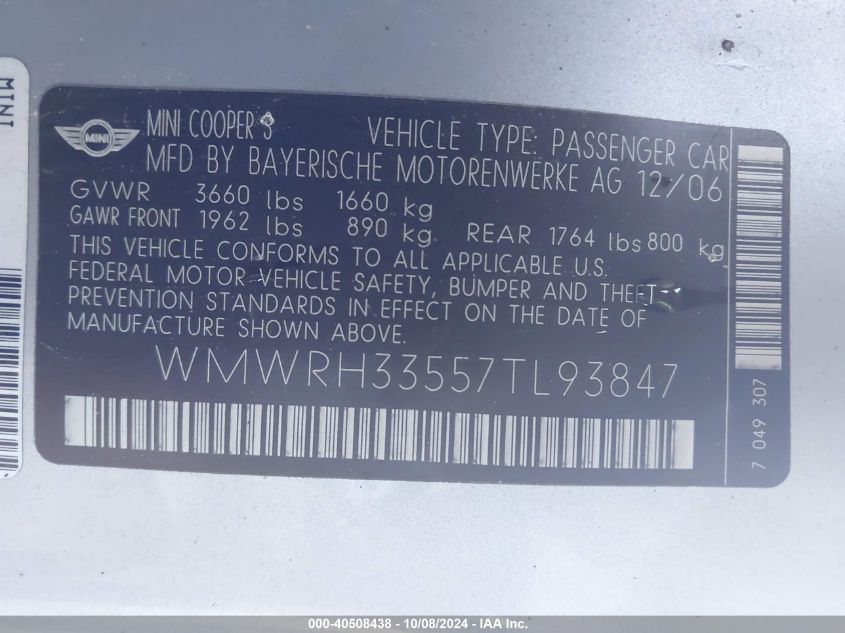 MINI
MINI
MINI COOPER S VEHICLE TYPE: PASSENGER CAR
MFD BY BAYERISCHE MOTORENWERKE AG 12/06
GVWR 3660 lbs 1660 kg
GAWR FRONT 1962 lbs 890 kg REAR 1764 lbs 800 kg
THIS VEHICLE CONFORMS TO ALL APPLICABLE U.S.
FEDERAL MOTOR VEHICLE SAFETY, BUMPER AND THEFT
PREVENTION STANDARDS IN EFFECT ON THE DATE OF
MANUFACTURE SHOWN ABOVE.
WMWRH33557TL93847
7 049 307
000-40508438 - 10/08/2024 - IAA Inc.